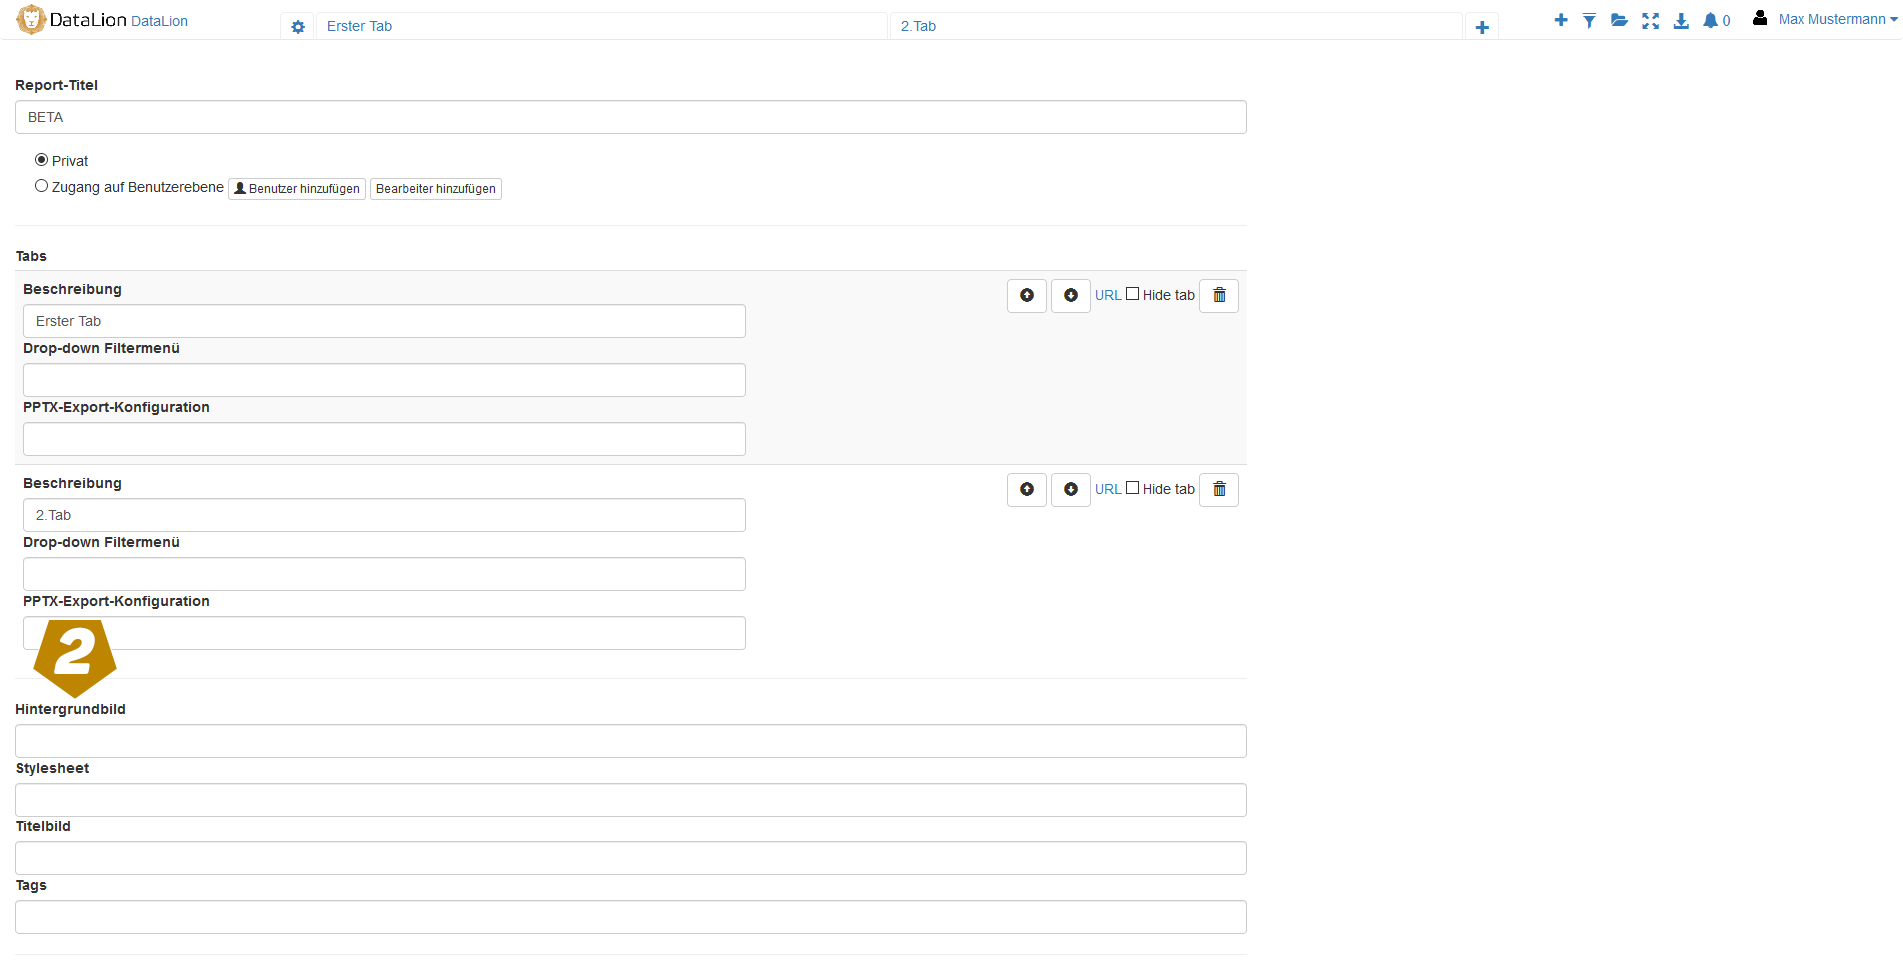 DataLion DataLion
Erster Tab
2.Tab
0
Max Mustermann
Report-Titel
BETA
Privat
Zugang auf Benutzerebene Benutzer hinzufügen Bearbeiter hinzufügen
Tabs
Beschreibung
URL Hide tab
Erster Tab
Drop-down Filtermenü
PPTX-Export-Konfiguration
Beschreibung
URL Hide tab
2.Tab
Drop-down Filtermenü
PPTX-Export-Konfiguration
2
Hintergrundbild
Stylesheet
Titelbild
Tags